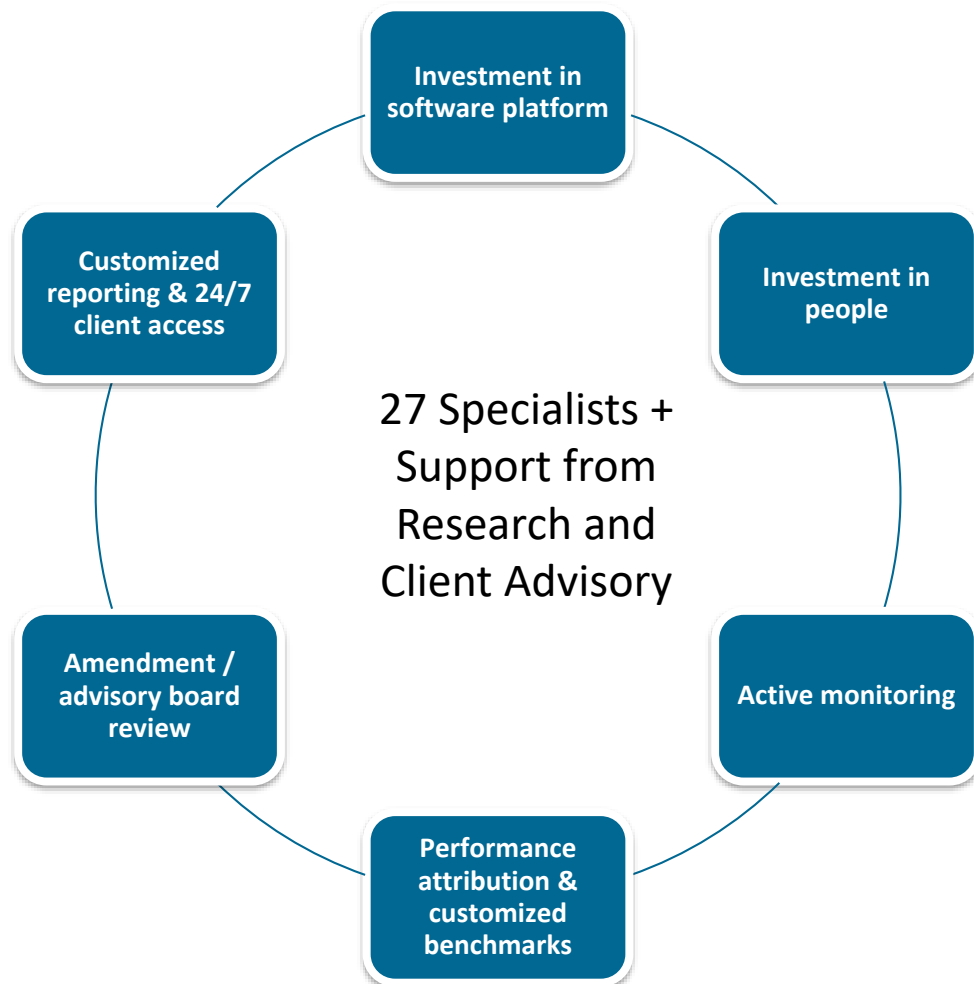 Investment in
software platform
Customized
reporting & 24/7
client access
Investment in
people
27 Specialists +
Support from
Research and
Client Advisory
Amendment /
advisory board
review
Active monitoring
Performance
attribution &
customized
benchmarks